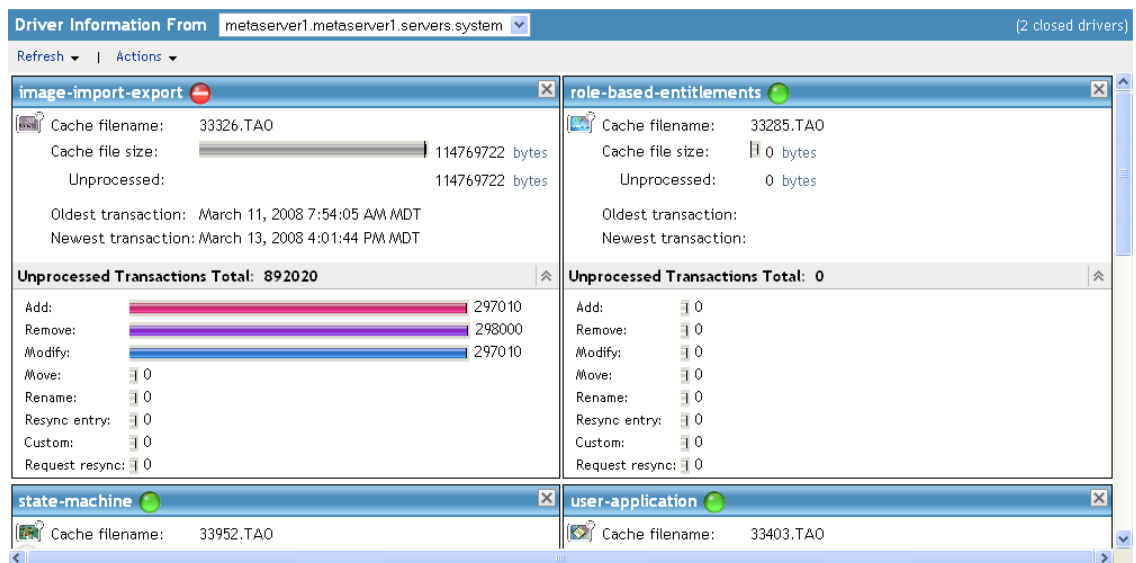 Driver Information From metaserver1.metaserver1.servers.system (2 closed drivers)
Refresh | Actions
image-import-export
Cache filename: 33326.TAO
Cache file size: 114769722 bytes
Unprocessed: 114769722 bytes
Oldest transaction: March 11, 2008 7:54:05 AM MDT
Newest transaction: March 13, 2008 4:01:44 PM MDT
Unprocessed Transactions Total: 892020
Add: 297010
Remove: 298000
Modify: 297010
Move: 0
Rename: 0
Resync entry: 0
Custom: 0
Request resync: 0
role-based-entitlements
Cache filename: 33285.TAO
Cache file size: 0 bytes
Unprocessed: 0 bytes
Oldest transaction:
Newest transaction:
Unprocessed Transactions Total: 0
Add: 0
Remove: 0
Modify: 0
Move: 0
Rename: 0
Resync entry: 0
Custom: 0
Request resync: 0
state-machine
Cache filename: 33952.TAO
user-application
Cache filename: 33403.TAO